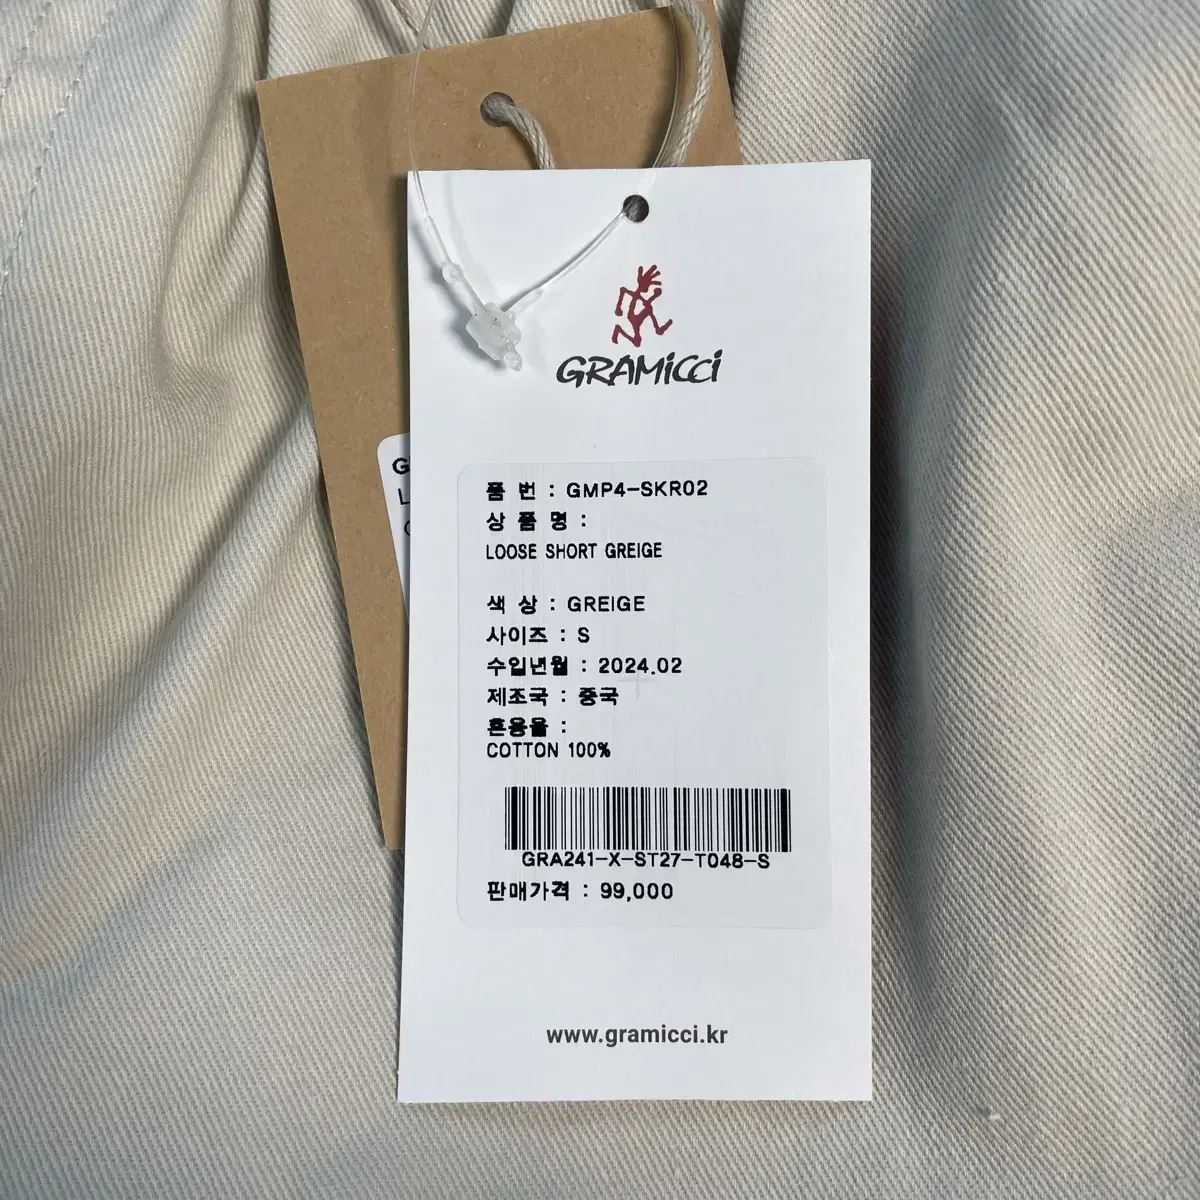 GRAMiCCi
품 번 : GMP4-SKR02
상 품 명 :
LOOSE SHORT GREIGE
색 상 : GREIGE
사이즈 : S
수입년월 : 2024.02
제조국 : 중국
혼용율 :
COTTON 100%
GRA241-X-ST27-T048-S
판매가격 : 99,000
www.gramicci.kr